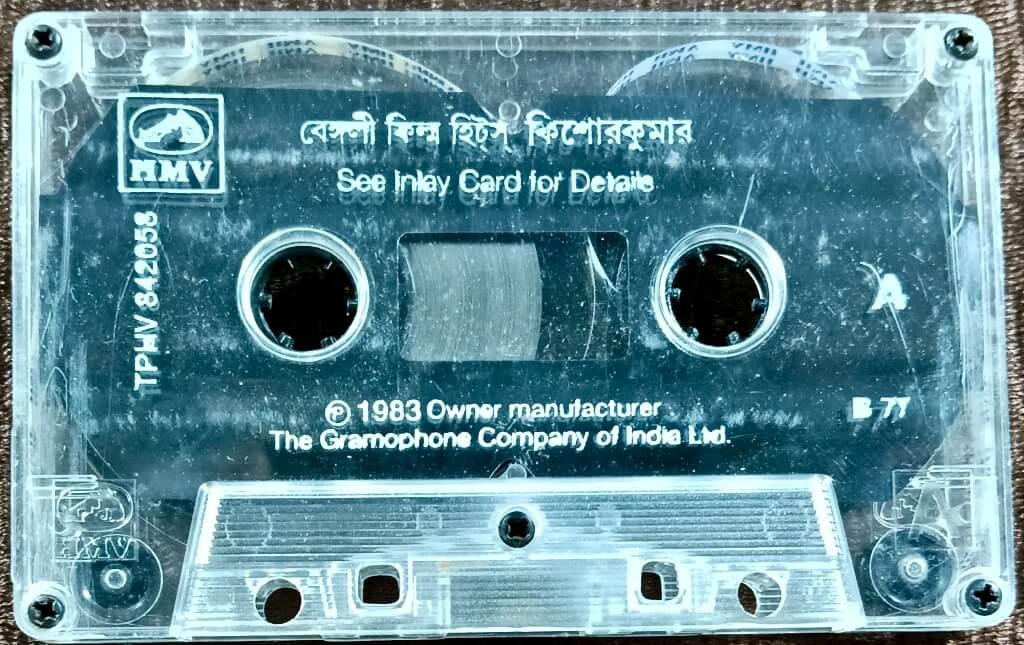 HMV
বেঙ্গলী ফিল্ম হিট্স্ কিশোরকুমার
See Inlay Card for Details
TPHV 842058
A
Ⓟ 1983 Owner manufacturer
B 77
The Gramophone Company of India Ltd.
HMV